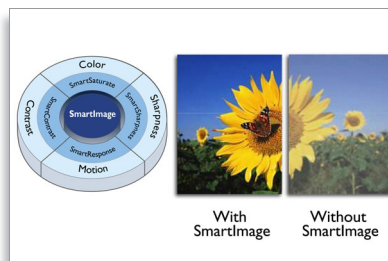 Color
SmartSaturate
Contrast
SmartContrast
SmartImage
SmartSharpness
Sharpness
SmartResponse
Motion
With
SmartImage
Without
SmartImage